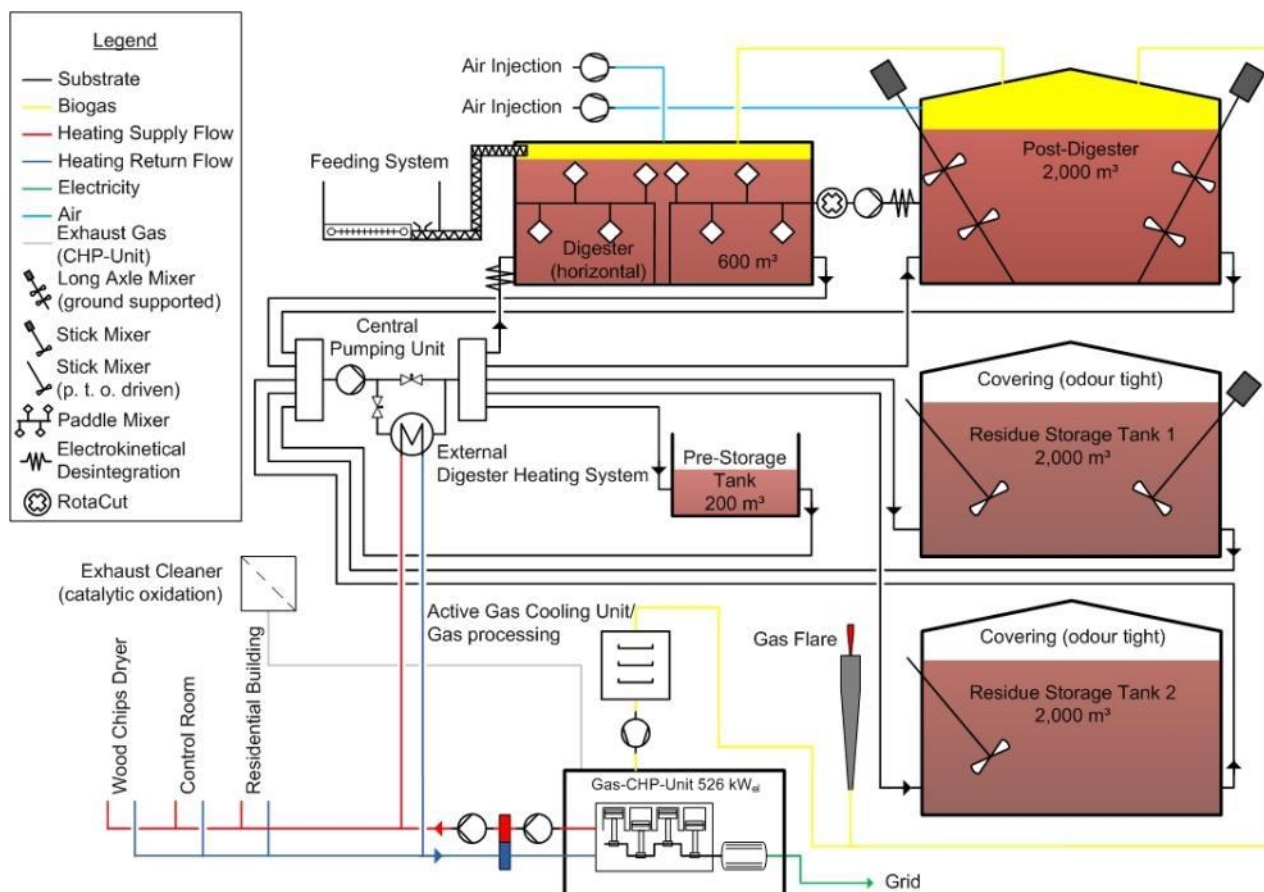 Legend
Substrate
Biogas
Heating Supply Flow
Heating Return Flow
Electricity
Air
Exhaust Gas
(CHP-Unit)
Long Axle Mixer
(ground supported)
Stick Mixer
Stick Mixer
(p. t. o. driven)
Paddle Mixer
Electrokinetical
Desintegration
RotaCut
Air Injection
Air Injection
Feeding System
Digester
(horizontal)
600 m³
Post-Digester
2,000 m³
Central
Pumping Unit
External
Digester Heating System
Pre-Storage
Tank
200 m³
Covering (odour tight)
Residue Storage Tank 1
2,000 m³
Exhaust Cleaner
(catalytic oxidation)
Active Gas Cooling Unit/
Gas processing
Gas Flare
Covering (odour tight)
Residue Storage Tank 2
2,000 m³
Wood Chips Dryer
Control Room
Residential Building
Gas-CHP-Unit 526 kWel
Grid